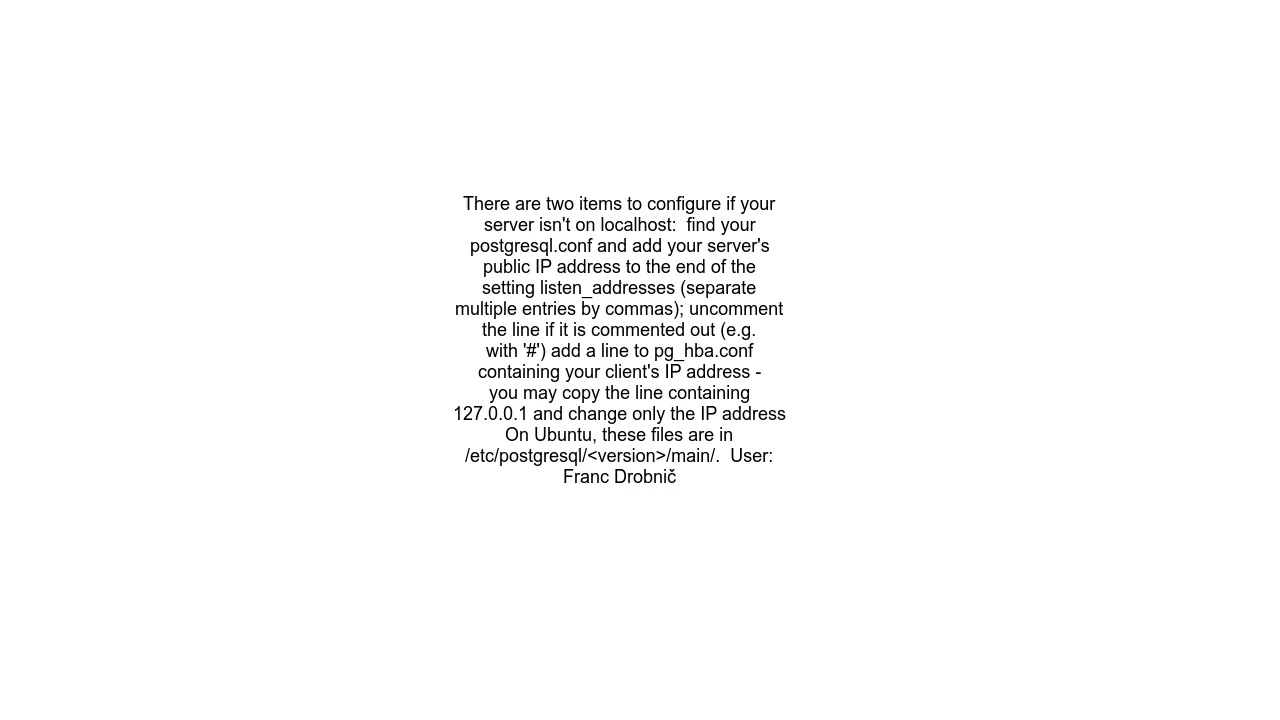 There are two items to configure if your
server isn't on localhost:  find your
postgresql.conf and add your server's
public IP address to the end of the
setting listen_addresses (separate
multiple entries by commas); uncomment
the line if it is commented out (e.g.
with '#') add a line to pg_hba.conf
containing your client's IP address -
you may copy the line containing
127.0.0.1 and change only the IP address
On Ubuntu, these files are in
/etc/postgresql/<version>/main/.  User:
Franc Drobnič